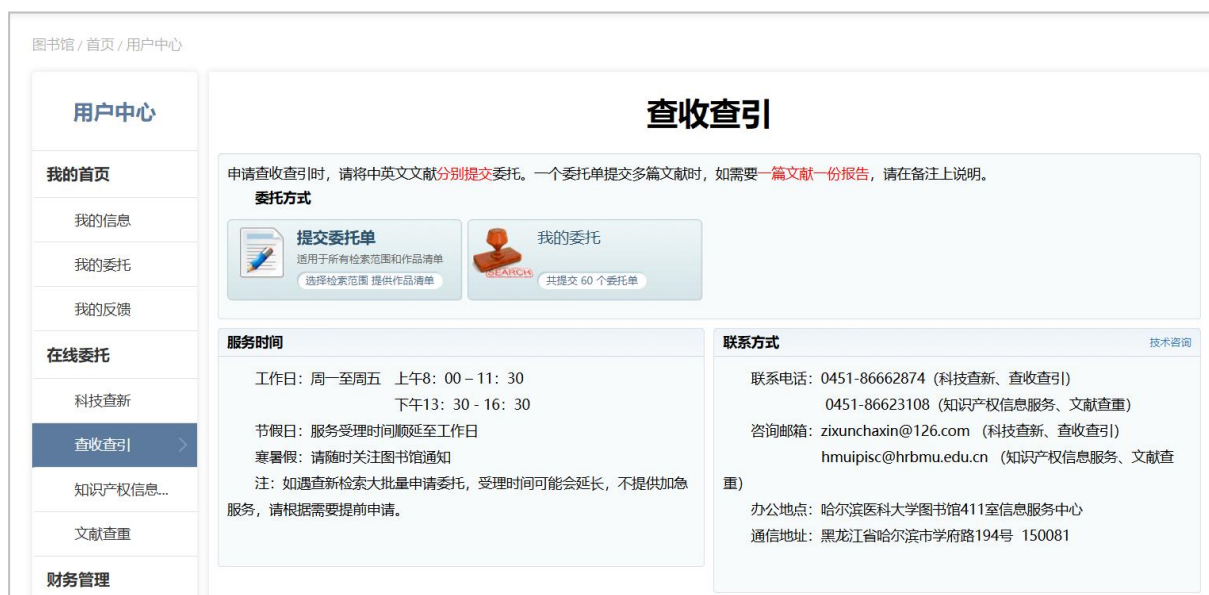 图书馆 / 首页 / 用户中心
用户中心
我的首页
我的信息
我的委托
我的反馈
在线委托
科技查新
查收查引
知识产权信息...
文献查重
财务管理
查收查引
申请查收查引时，请将中英文文献分别提交委托。一个委托单提交多篇文献时，如需要一篇文献一份报告，请在备注上说明。
委托方式
提交委托单
适用于所有检索范围和作品清单
选择检索范围 提供作品清单
SEARCH
我的委托
共提交 60 个委托单
服务时间
工作日：周一至周五 上午8：00 – 11：30
下午13：30 - 16：30
节假日：服务受理时间顺延至工作日
寒暑假：请随时关注图书馆通知
注：如遇查新检索大批量申请委托，受理时间可能会延长，不提供加急
服务，请根据需要提前申请。
联系方式 技术咨询
联系电话：0451-86662874（科技查新、查收查引）
0451-86623108（知识产权信息服务、文献查重）
咨询邮箱：zixunchaxin@126.com （科技查新、查收查引）
hmuipisc@hrbmu.edu.cn （知识产权信息服务、文献查
重）
办公地点：哈尔滨医科大学图书馆411室信息服务中心
通信地址：黑龙江省哈尔滨市学府路194号 150081